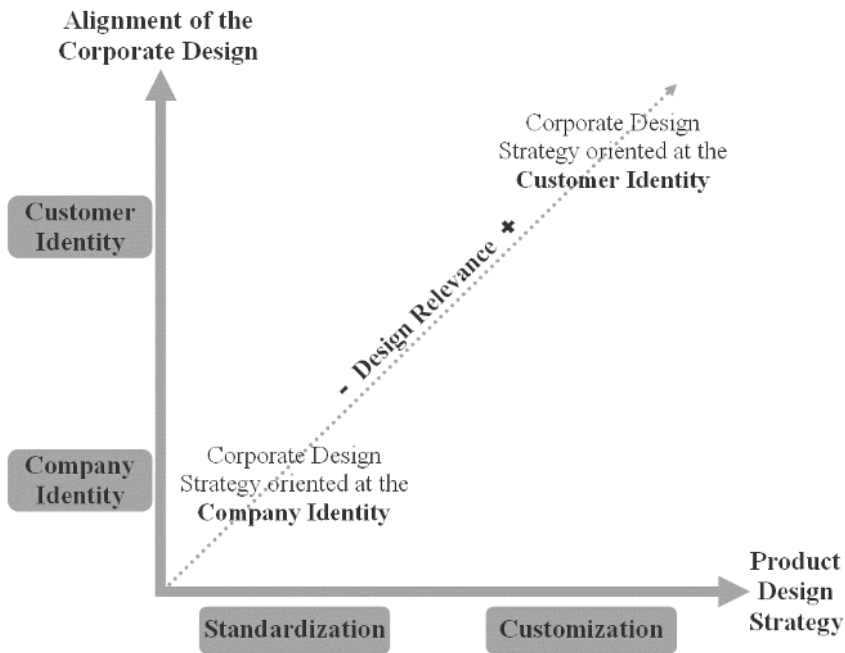 Alignment of the
Corporate Design
Corporate Design
Strategy oriented at the
Customer Identity
Customer
Identity
- Design Relevance +
Company
Identity
Corporate Design
Strategy oriented at the
Company Identity
Product
Design
Strategy
Standardization
Customization